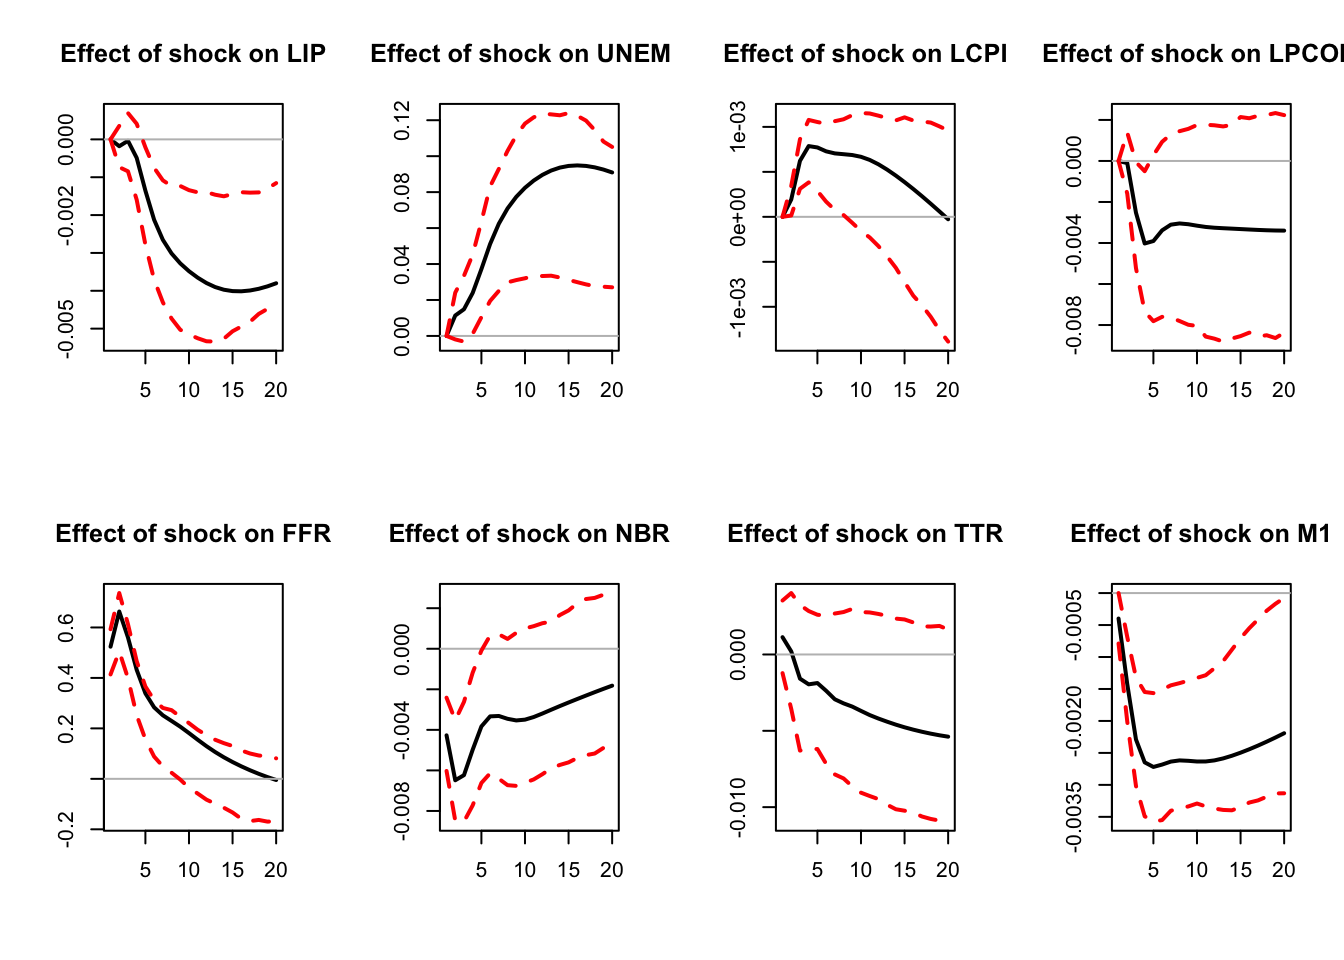 Effect of shock on LIP
0.000
-0.002
-0.005
5 10 15 20
Effect of shock on UNEM
0.12
0.08
0.04
0.00
5 10 15 20
Effect of shock on LCPI
1e-03
0e+00
-1e-03
5 10 15 20
Effect of shock on LPCO
0.000
-0.004
-0.008
5 10 15 20
Effect of shock on FFR
0.6
0.4
0.2
-0.2
5 10 15 20
Effect of shock on NBR
0.000
-0.004
-0.008
5 10 15 20
Effect of shock on TTR
0.000
-0.010
5 10 15 20
Effect of shock on M1
-0.0005
-0.0020
-0.0035
5 10 15 20